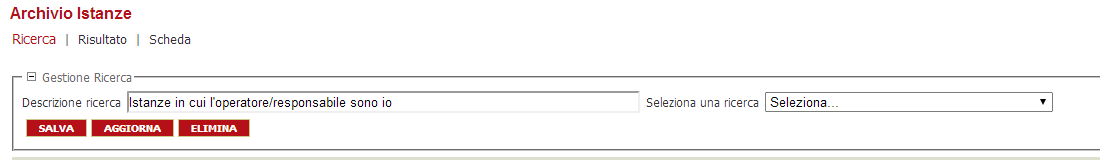 Archivio Istanze
Ricerca | Risultato | Scheda
Gestione Ricerca
Descrizione ricerca Istanze in cui l'operatore/responsabile sono io Seleziona una ricerca Seleziona...
SALVA AGGIORNA ELIMINA